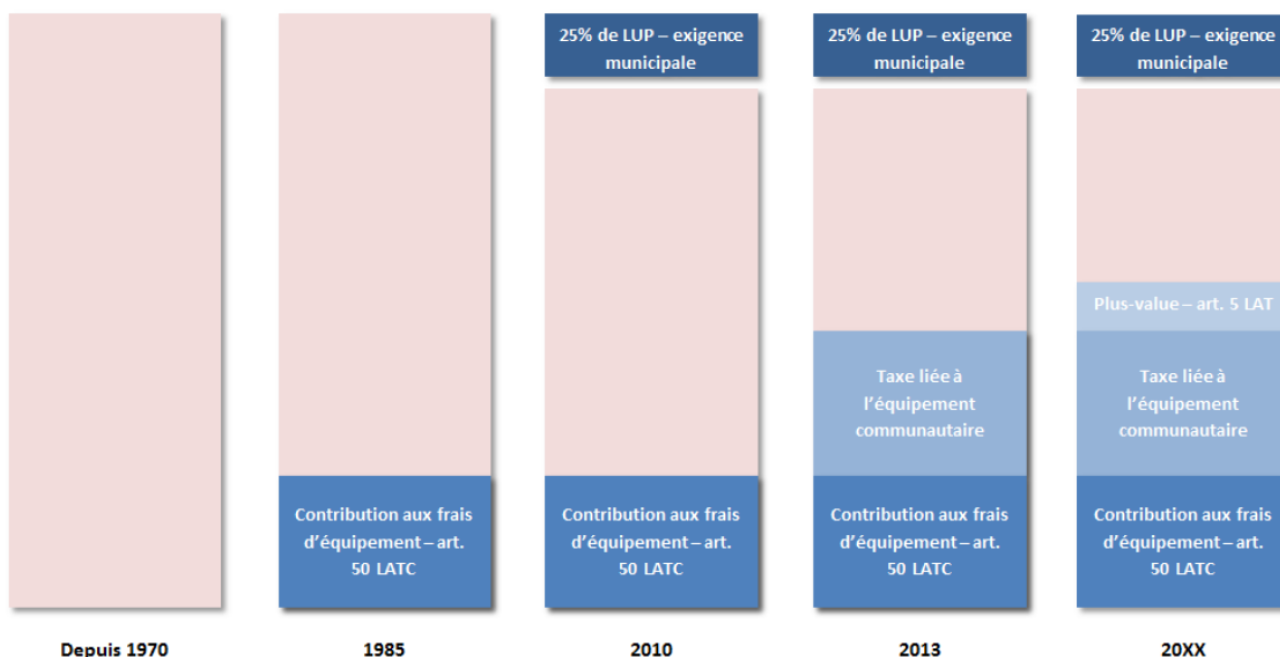 25% de LUP – exigence
municipale
25% de LUP – exigence
municipale
25% de LUP – exigence
municipale
Plus-value – art. 5 LAT
Taxe liée à
l'équipement
communautaire
Taxe liée à
l'équipement
communautaire
Contribution aux frais
d'équipement – art.
50 LATC
Contribution aux frais
d'équipement – art.
50 LATC
Contribution aux frais
d'équipement – art.
50 LATC
Contribution aux frais
d'équipement – art.
50 LATC
Depuis 1970
1985
2010
2013
20XX